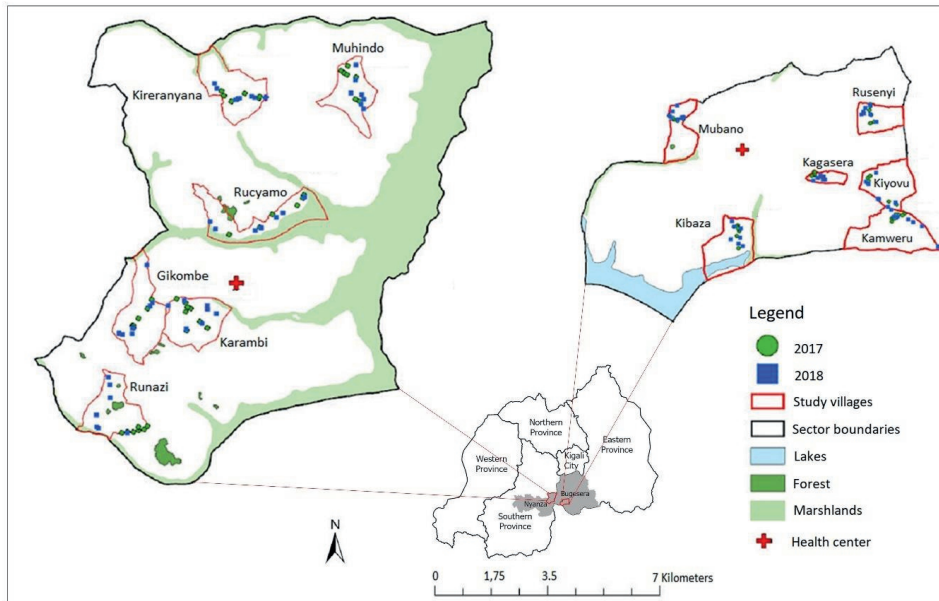 Muhindo
Kireranyana
Rucyamo
Gikombe
Karambi
Runazi
Rusenyi
Mubano
Kagasera
Kiyovu
Kibaza
Kamweru
Legend
2017
2018
Study villages
Sector boundaries
Lakes
Forest
Marshlands
Health center
Northern
Province
Eastern
Province
Western
Province
Kigali
City
Bugesera
Nyanza
Southern
Province
N
0 1,75 3.5 7 Kilometers